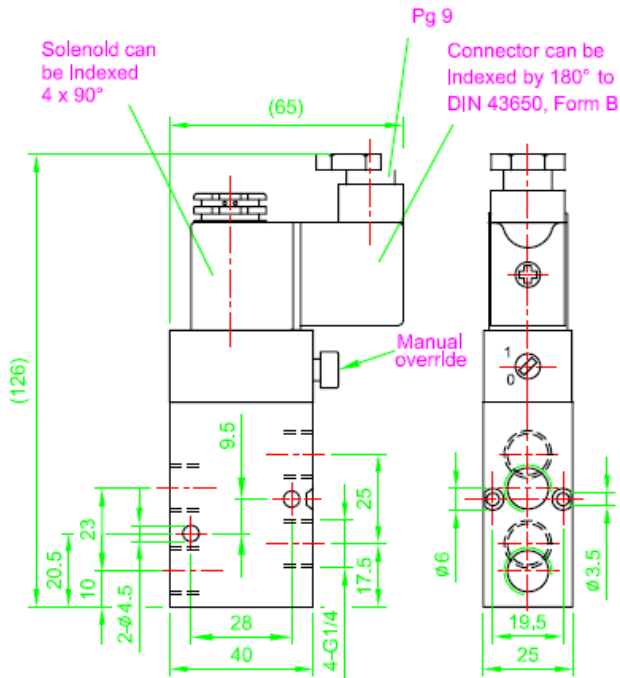 Pg 9
Solenold can
be Indexed
4 x 90°
Connector can be
Indexed by 180° to
DIN 43650, Form B
(65)
(126)
Manual
overrlde
1
0
9.5
25
23
20.5
10
17.5
2-ø4.5
28
40
4-G1/4
ø6
ø3.5
19,5
25